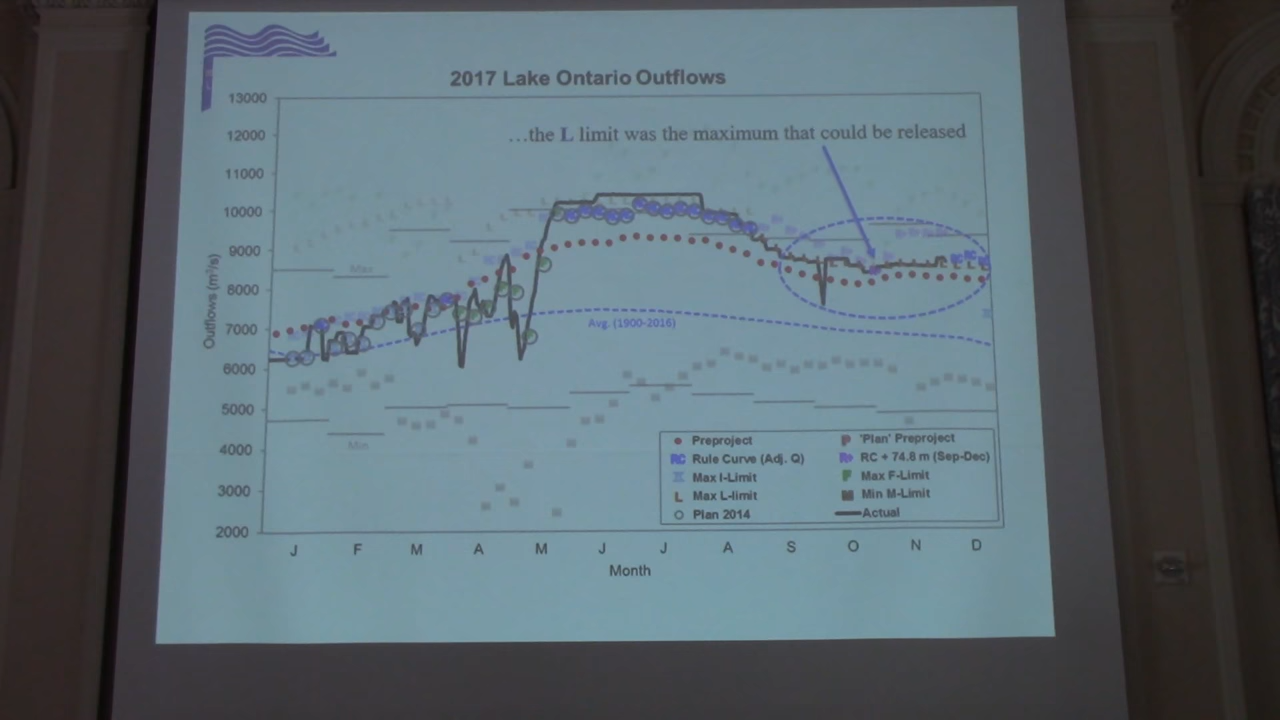 2017 Lake Ontario Outflows
13000
12000
11000
10000
9000
8000
7000
6000
5000
4000
3000
2000
Outflows (m³/s)
…the L limit was the maximum that could be released
Max
Avg. (1900-2016)
Min
Preproject
RC Rule Curve (Adj. Q)
Max I-Limit
L Max L-limit
Plan 2014
P 'Plan' Preproject
RC + 74.8 m (Sep-Dec)
F Max F-Limit
M Min M-Limit
Actual
J F M A M J J A S O N D
Month